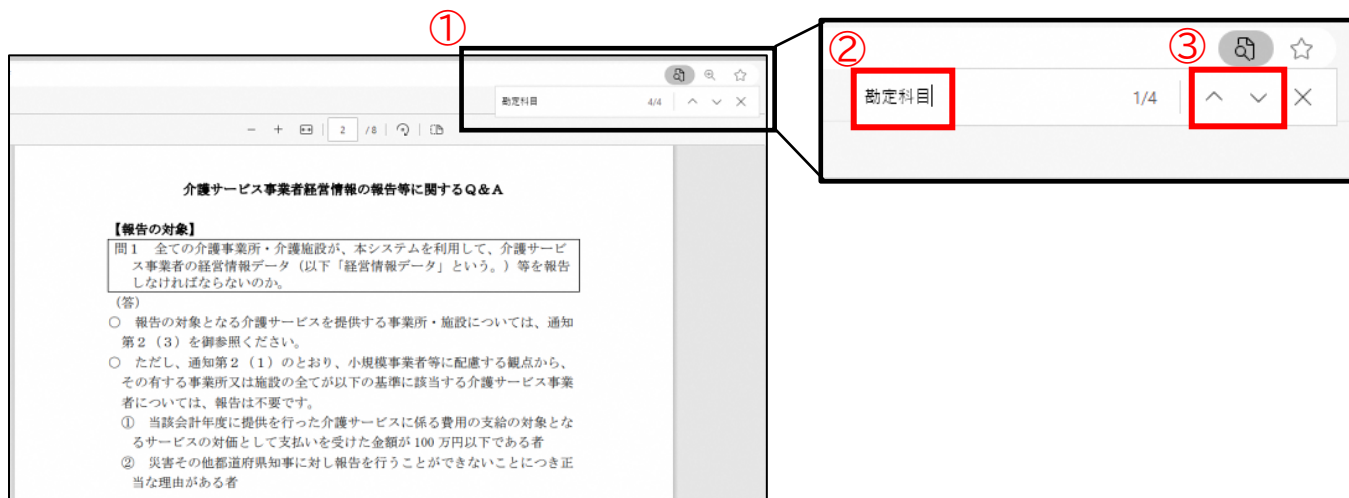 ①
勘定科目 4/4
2 /8
介護サービス事業者経営情報の報告等に関するQ&A
【報告の対象】
問1 全ての介護事業所・介護施設が、本システムを利用して、介護サービ
ス事業者の経営情報データ(以下「経営情報データ」という。)等を報告
しなければならないのか。
(答)
○ 報告の対象となる介護サービスを提供する事業所・施設については、通知
第2(3)を御参照ください。
○ ただし、通知第2(1)のとおり、小規模事業者等に配慮する観点から、
その有する事業所又は施設の全てが以下の基準に該当する介護サービス事業
者については、報告は不要です。
① 当該会計年度に提供を行った介護サービスに係る費用の支給の対象とな
るサービスの対価として支払いを受けた金額が100万円以下である者
② 災害その他都道府県知事に対し報告を行うことができないことにつき正
当な理由がある者
② ③
勘定科目 1/4